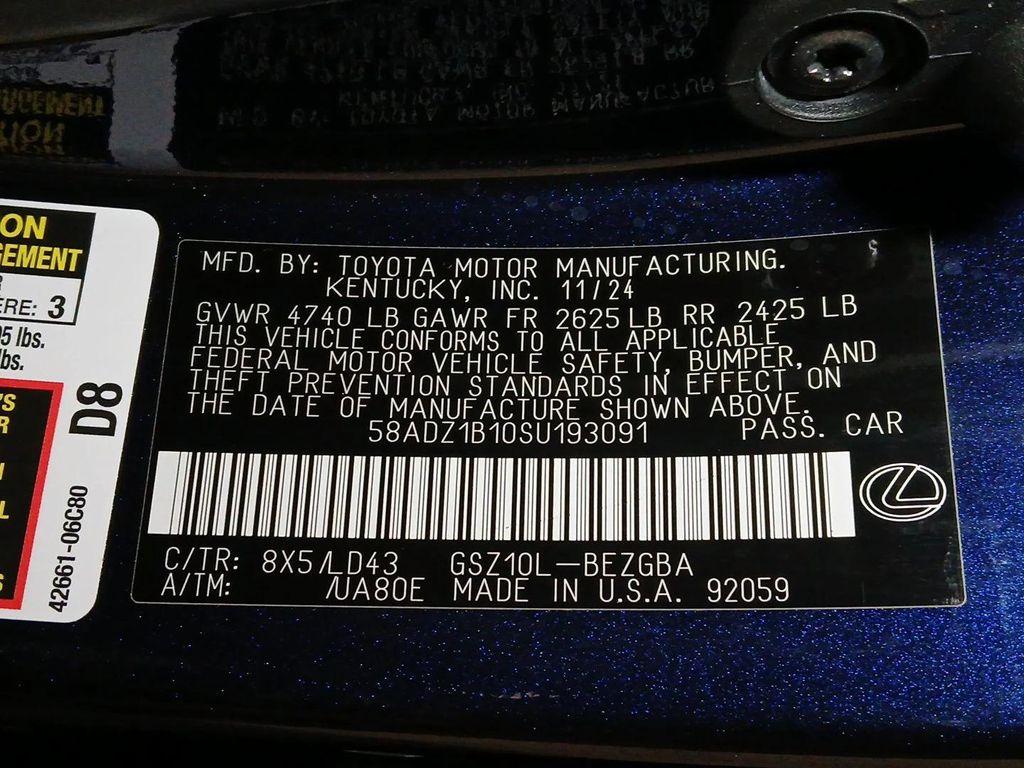 ON
GEMENT
ERE: 3
5 lbs.
lbs.
'S
R
N
L
S
D8
42661-06C80
MFD. BY: TOYOTA MOTOR MANUFACTURING.
KENTUCKY, INC. 11/24
GVWR 4740 LB GAWR FR 2625 LB RR 2425 LB
THIS VEHICLE CONFORMS TO ALL APPLICABLE
FEDERAL MOTOR VEHICLE SAFETY, BUMPER, AND
THEFT PREVENTION STANDARDS IN EFFECT ON
THE DATE OF MANUFACTURE SHOWN ABOVE.
58ADZ1B10SU193091 PASS. CAR
C/TR: 8X5/LD43 GSZ10L-BEZGBA
A/TM: /UA80E MADE IN U.S.A. 92059